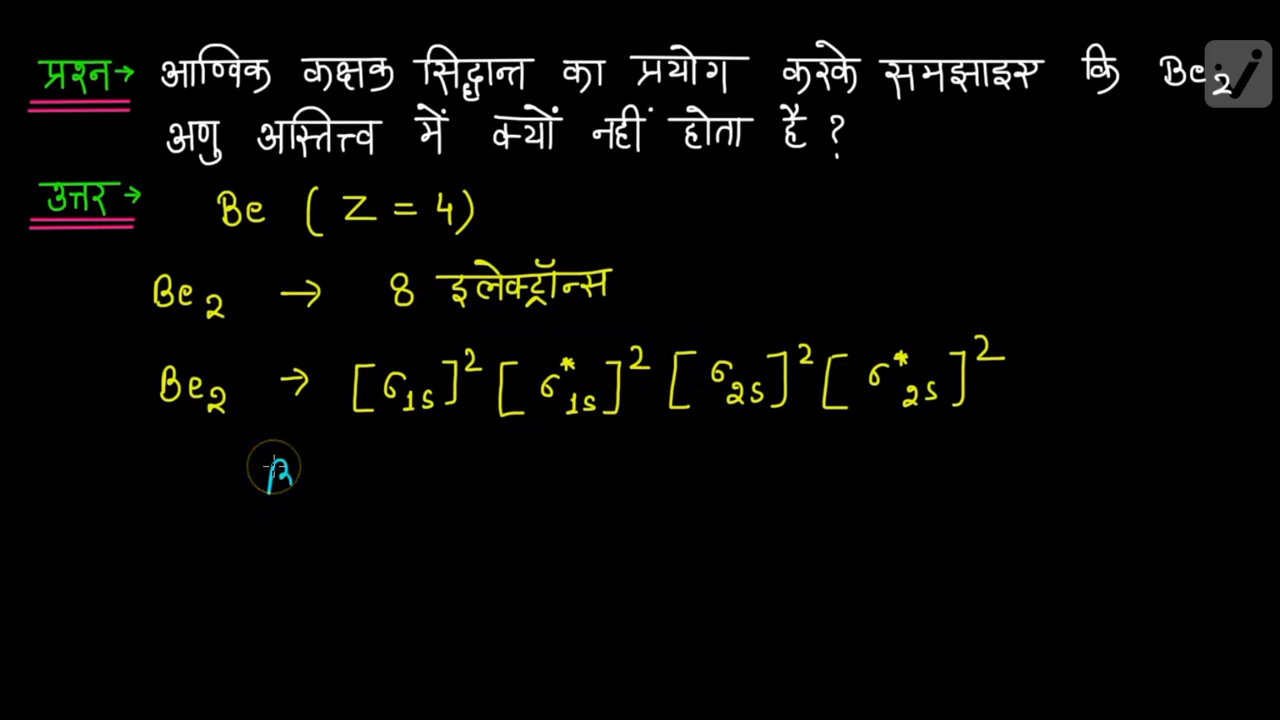 प्रश्न→ आण्विक कक्षक सिद्धान्त का प्रयोग करके समझाइए कि Be₂
अणु अस्तित्त्व में क्यों नहीं होता है ?
उत्तर→ Be ( Z = 4)
Be₂ → 8 इलेक्ट्रॉन्स
Be₂ → [σ₁s]² [σ*₁s]² [σ₂s]² [σ*₂s]²
B